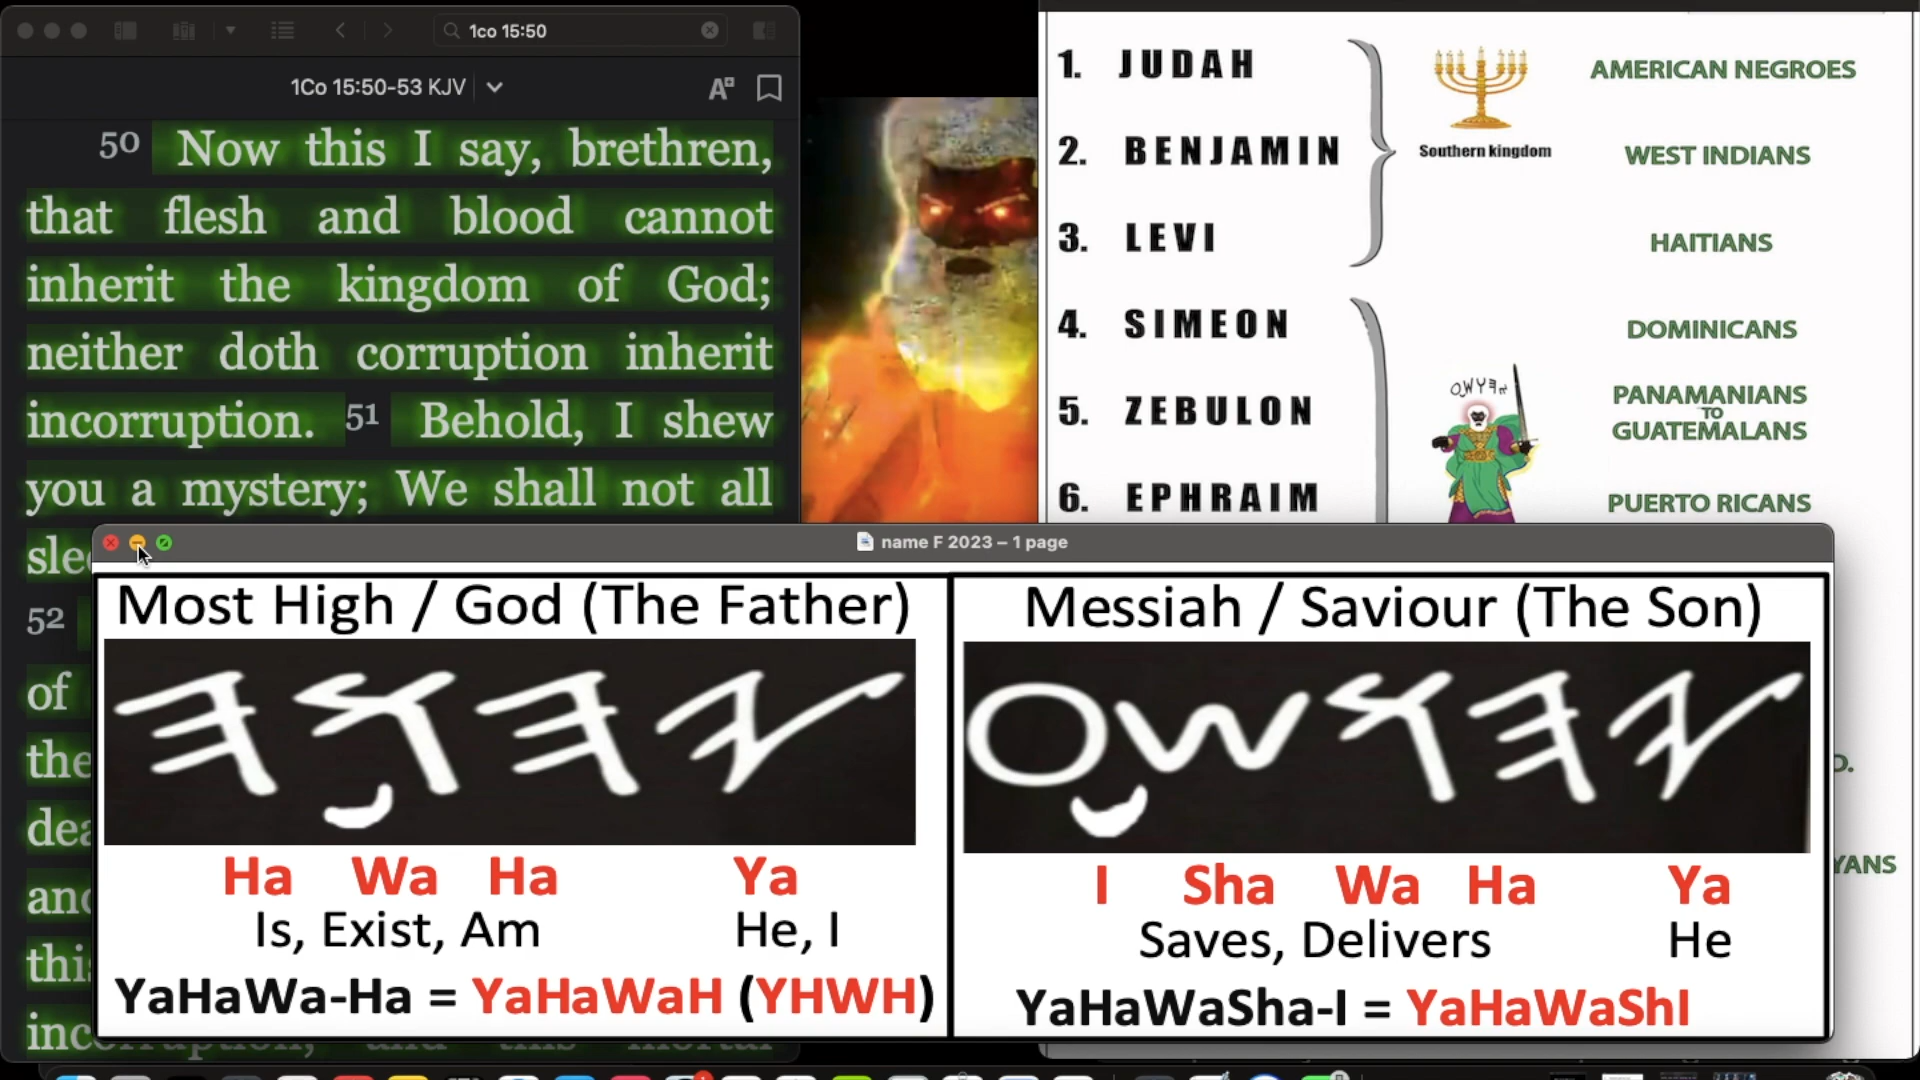 1co 15:50
1Co 15:50-53 KJV
50 Now this I say, brethren,
that flesh and blood cannot
inherit the kingdom of God;
neither doth corruption inherit
incorruption. 51 Behold, I shew
you a mystery; We shall not all
52
of
the
1. JUDAH
2. BENJAMIN
3. LEVI
Southern kingdom
4. SIMEON
5. ZEBULON
6. EPHRAIM
AMERICAN NEGROES
WEST INDIANS
HAITIANS
DOMINICANS
PANAMANIANS
TO
GUATEMALANS
PUERTO RICANS
name F 2023 – 1 page
Most High / God (The Father)
𐤉𐤄𐤅𐤄
Ha Wa Ha Ya
Is, Exist, Am He, I
YaHaWa-Ha = YaHaWaH (YHWH)
Messiah / Saviour (The Son)
𐤉𐤄𐤅𐤔𐤏
I Sha Wa Ha Ya
Saves, Delivers He
YaHaWaSha-I = YaHaWaShI